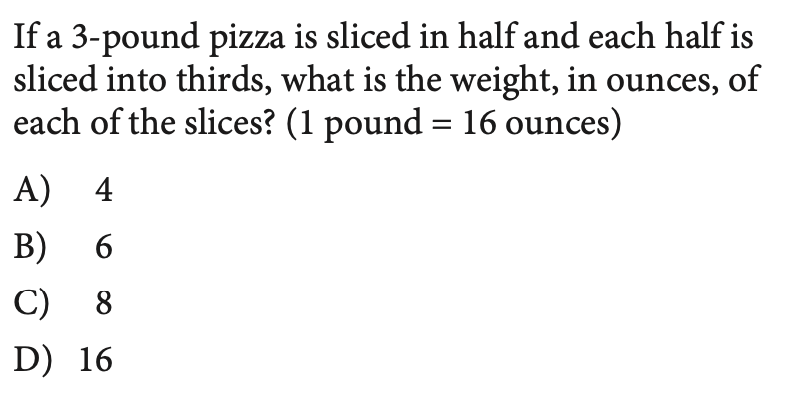 If a 3-pound pizza is sliced in half and each half is
sliced into thirds, what is the weight, in ounces, of
each of the slices? (1 pound = 16 ounces)
A) 4
B) 6
C) 8
D) 16